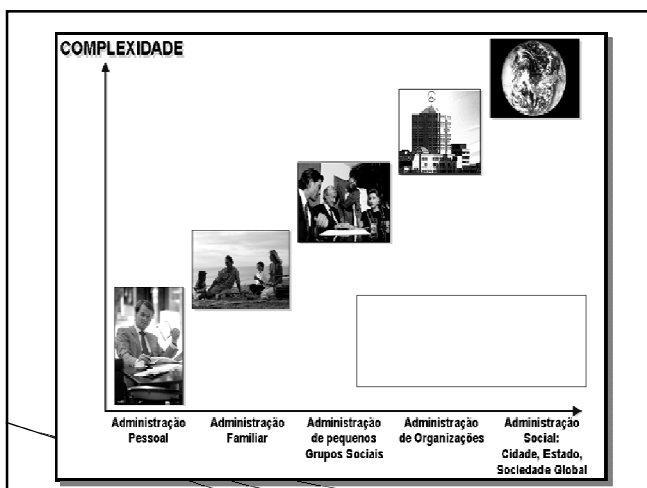 COMPLEXIDADE
Administração
Pessoal
Administração
Familiar
Administração
de pequenos
Grupos Sociais
Administração
de Organizações
Administração
Social:
Cidade, Estado,
Sociedade Global